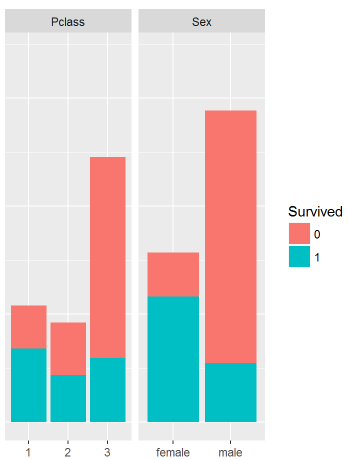 Pclass Sex
Survived
0
1
1 2 3 female male